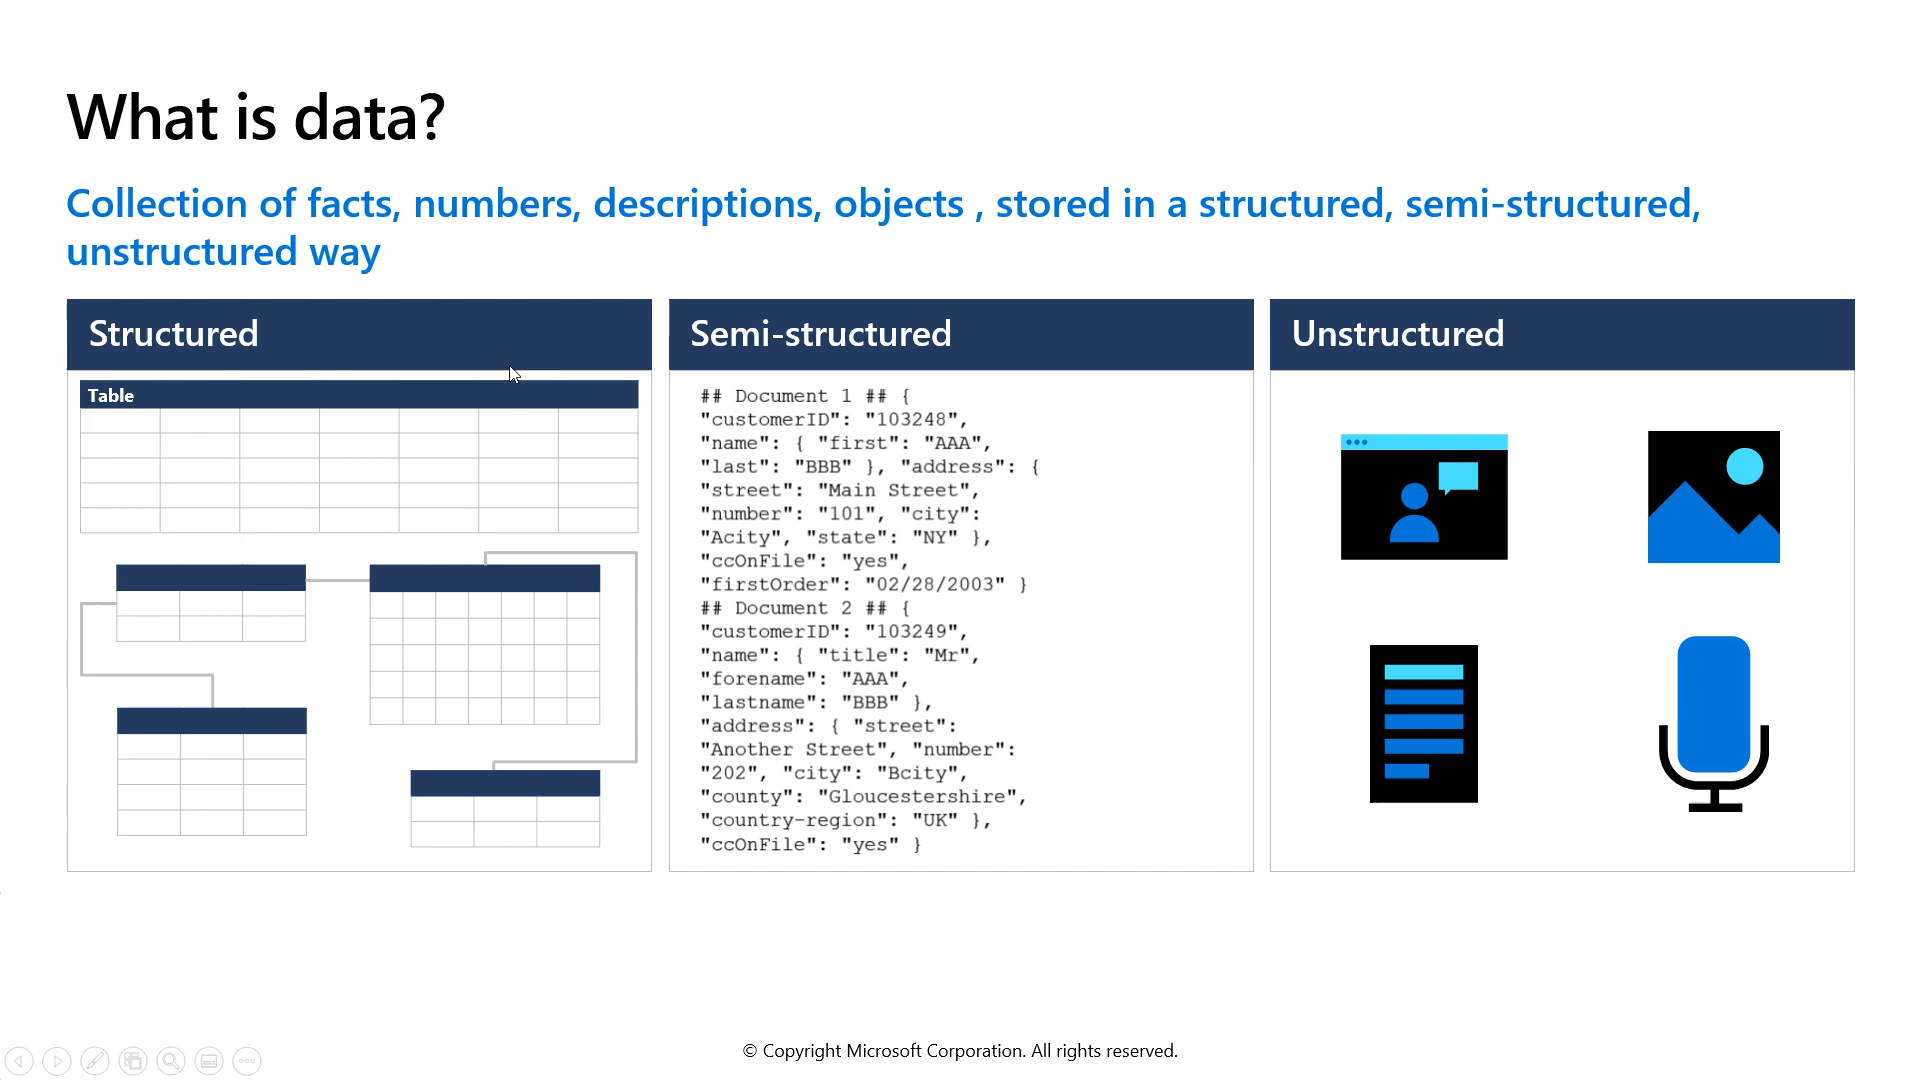 What is data?
Collection of facts, numbers, descriptions, objects , stored in a structured, semi-structured,
unstructured way
Structured
Table
Semi-structured
## Document 1 ## {
"customerID": "103248",
"name": { "first": "AAA",
"last": "BBB" }, "address": {
"street": "Main Street",
"number": "101", "city":
"Acity", "state": "NY" },
"ccOnFile": "yes",
"firstOrder": "02/28/2003" }
## Document 2 ## {
"customerID": "103249",
"name": { "title": "Mr",
"forename": "AAA",
"lastname": "BBB" },
"address": { "street":
"Another Street", "number":
"202", "city": "Bcity",
"county": "Gloucestershire",
"country-region": "UK" },
"ccOnFile": "yes" }
Unstructured
© Copyright Microsoft Corporation. All rights reserved.